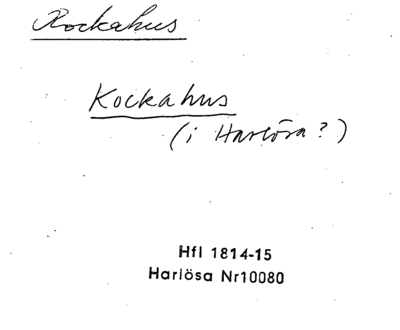 Kockahus
Kockahus
(i Harlösa?)
Hfl 1814-15
Harlösa Nr10080